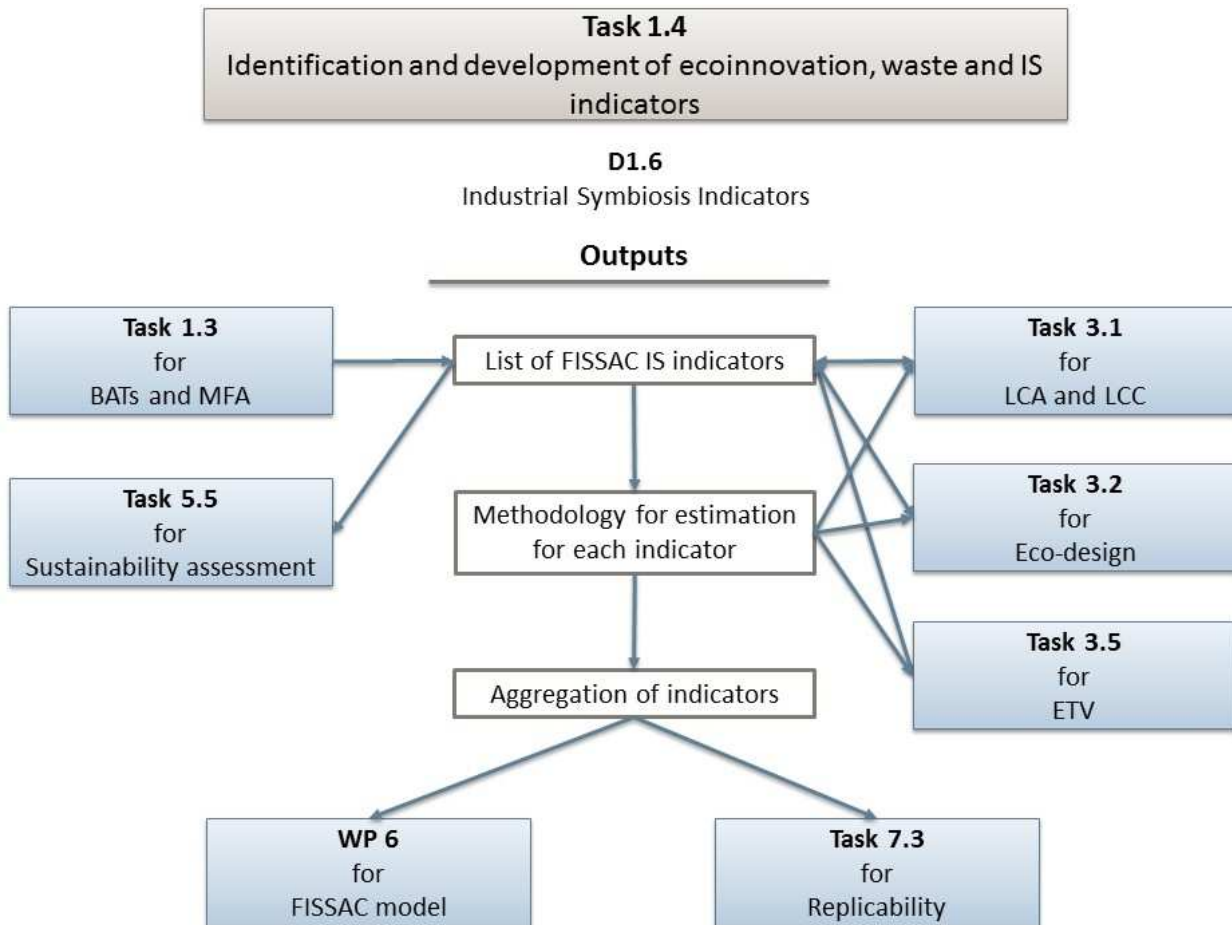 Task 1.4
Identification and development of ecoinnovation, waste and IS
indicators
D1.6
Industrial Symbiosis Indicators
Outputs
Task 1.3
for
BATs and MFA
List of FISSAC IS indicators
Task 3.1
for
LCA and LCC
Task 5.5
for
Sustainability assessment
Methodology for estimation
for each indicator
Task 3.2
for
Eco-design
Aggregation of indicators
Task 3.5
for
ETV
WP 6
for
FISSAC model
Task 7.3
for
Replicability